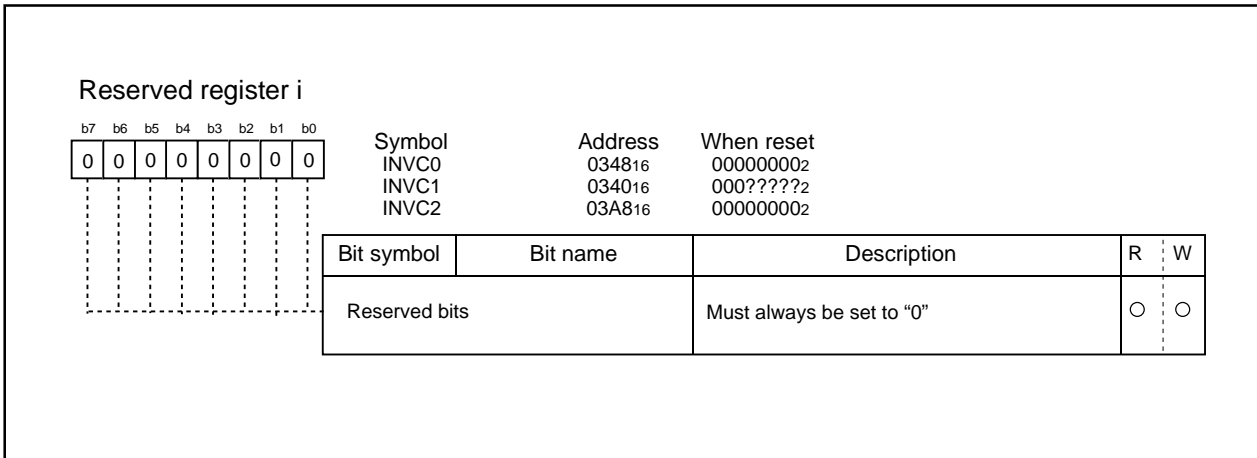 Reserved register i
b7 b6 b5 b4 b3 b2 b1 b0
0 0 0 0 0 0 0 0
Symbol Address When reset
INVC0 034816 000000002
INVC1 034016 000?????2
INVC2 03A816 000000002
Bit symbol Bit name Description R W
Reserved bits Must always be set to “0” ○ ○